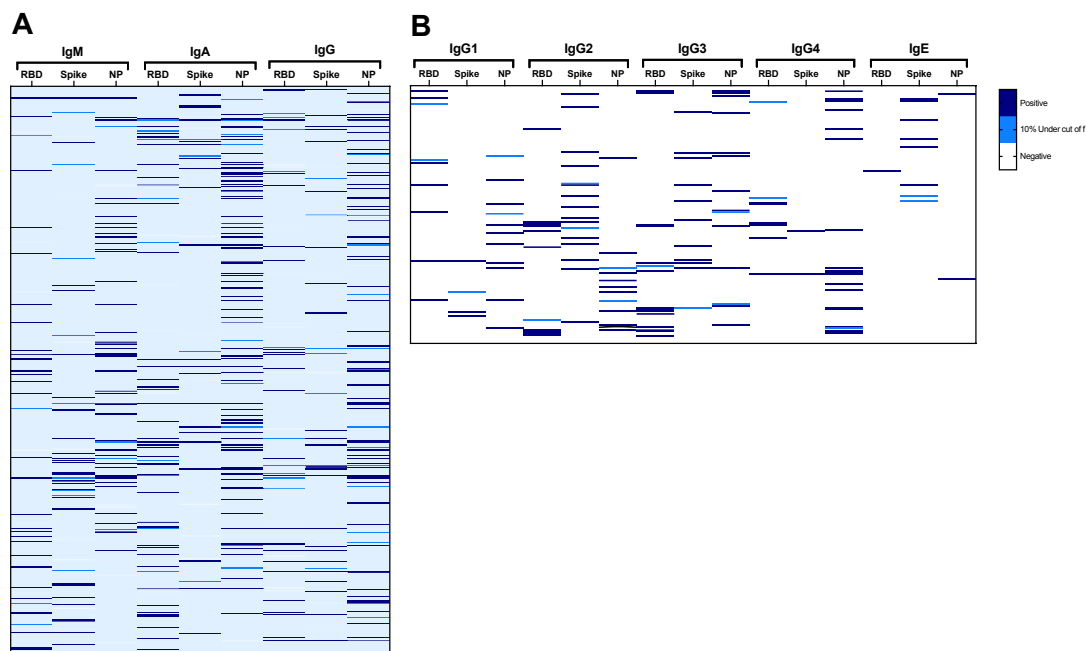 A
IgM IgA IgG
RBD Spike NP RBD Spike NP RBD Spike NP
B
IgG1 IgG2 IgG3 IgG4 IgE
RBD Spike NP RBD Spike NP RBD Spike NP RBD Spike NP RBD Spike NP
Positive
10% Under cut of f
Negative